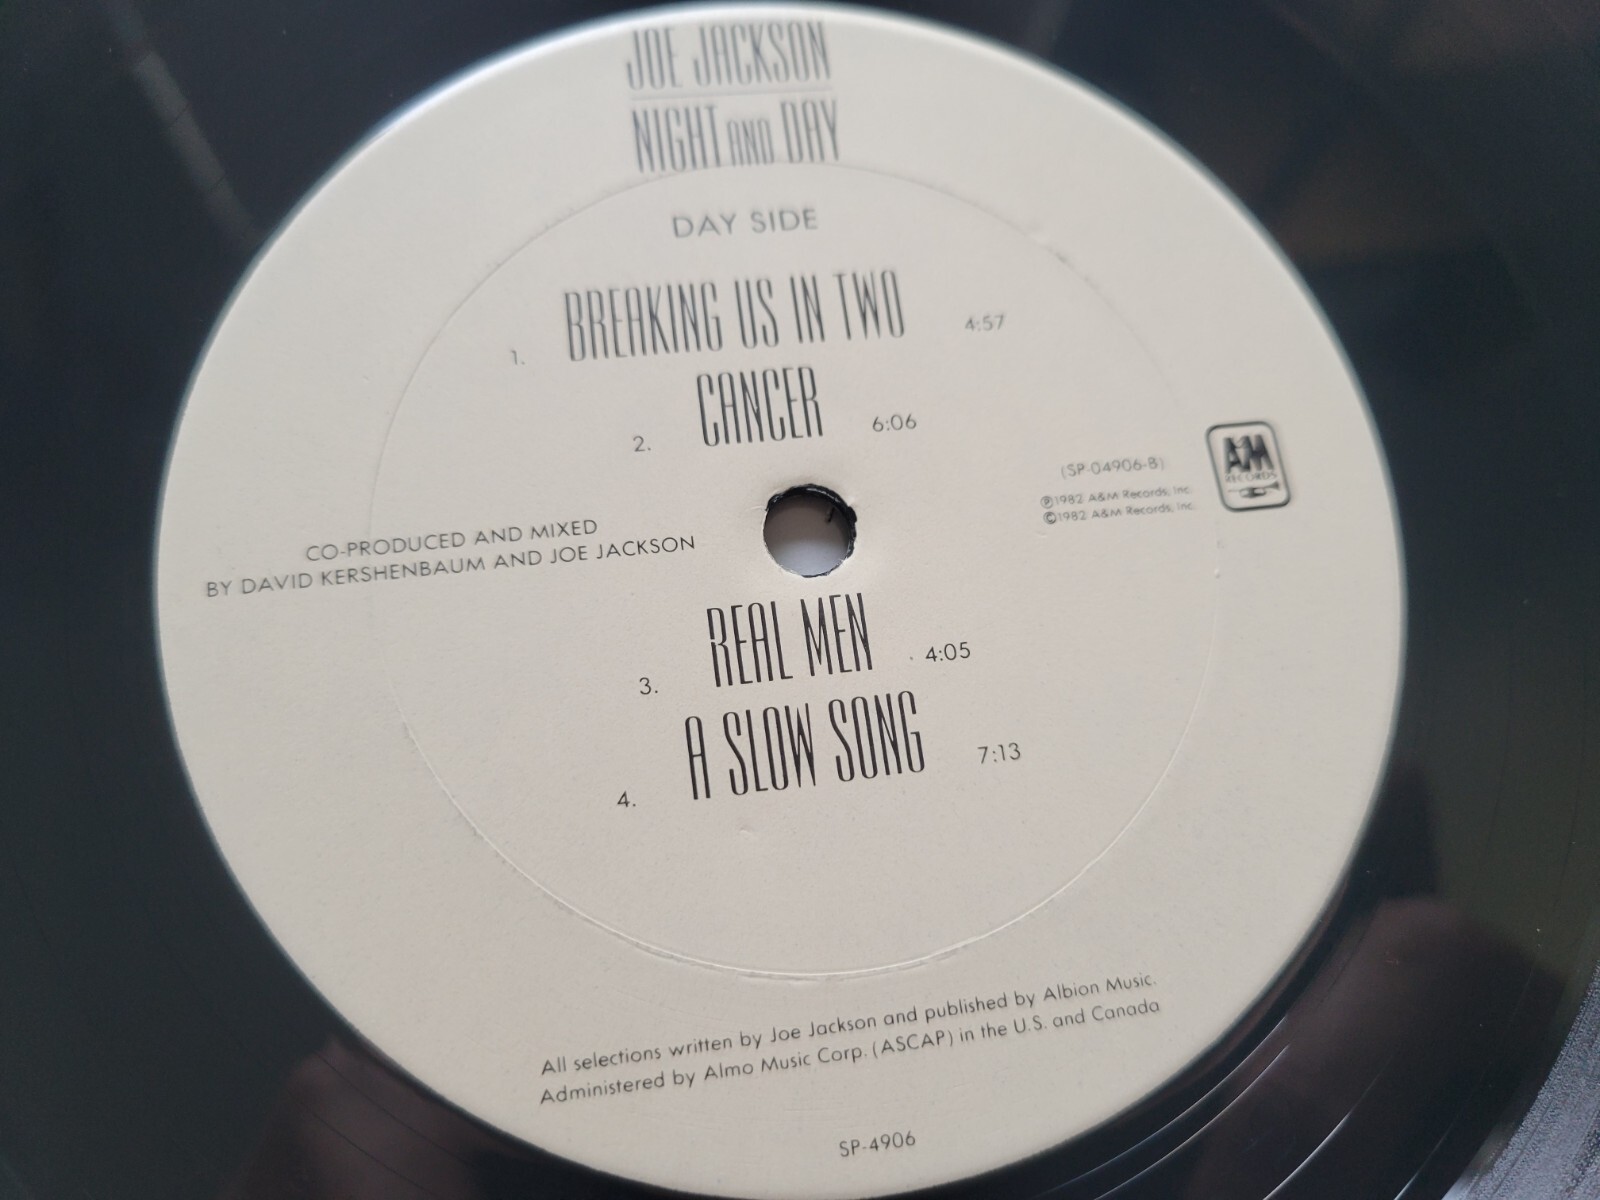 JOE JACKSON
NIGHT AND DAY
DAY SIDE
1. BREAKING US IN TWO 4:57
2. CANCER 6:06
(SP-04906-B)
℗1982 A&M Records, Inc.
©1982 A&M Records, Inc.
A&M
RECORDS
CO-PRODUCED AND MIXED
BY DAVID KERSHENBAUM AND JOE JACKSON
3. REAL MEN 4:05
4. A SLOW SONG 7:13
All selections written by Joe Jackson and published by Albion Music.
Administered by Almo Music Corp. (ASCAP) in the U.S. and Canada
SP-4906